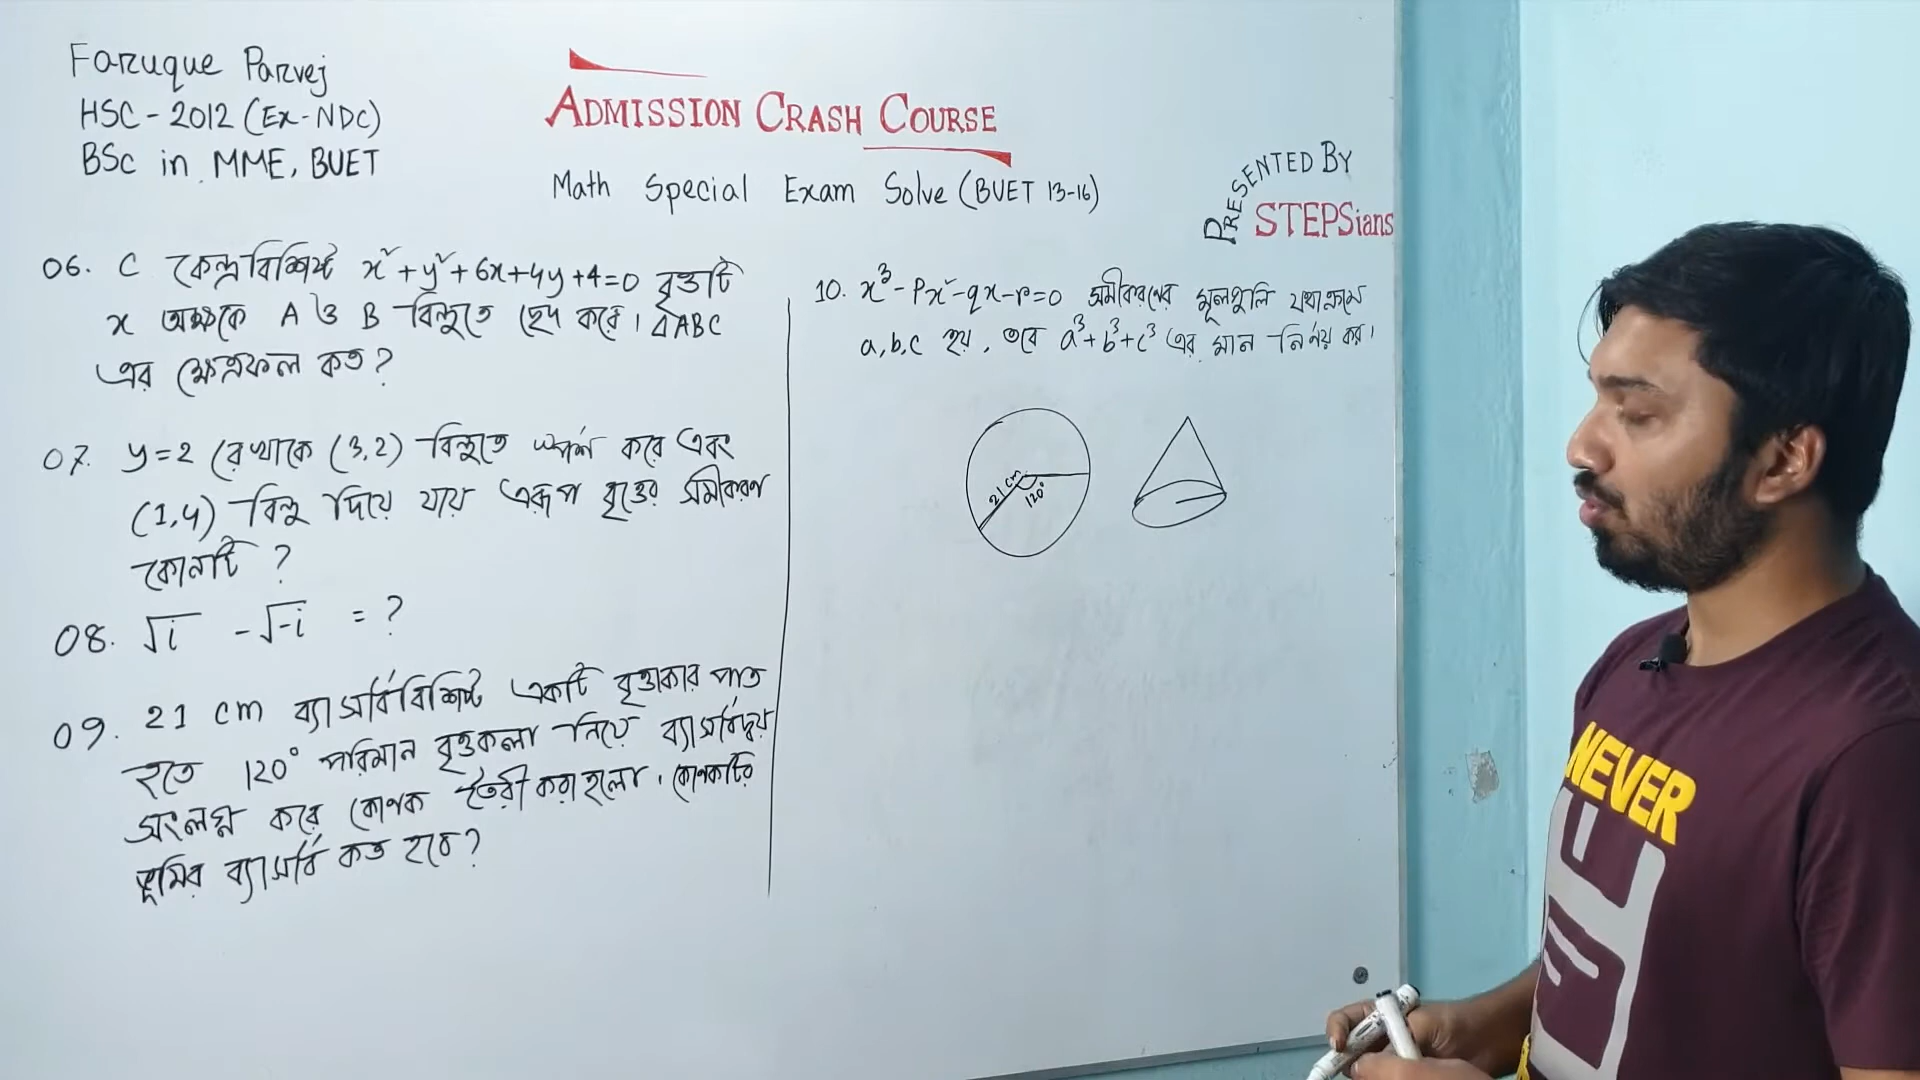 Faruque Parvej
HSC - 2012 (Ex-NDC)
BSc in MME, BUET
ADMISSION CRASH COURSE
Math Special Exam Solve (BUET 13-16)
PRESENTED BY
STEPSians
06. C কেন্দ্রবিশিষ্ট x²+y²+6x+4y+4=0 বৃত্তটি
x অক্ষকে A ও B বিন্দুতে ছেদ করে। ΔABC
এর ক্ষেত্রফল কত?
07. y=2 রেখাকে (3,2) বিন্দুতে স্পর্শ করে এবং
(1,4) বিন্দু দিয়ে যায় এরূপ বৃত্তের সমীকরণ
কোনটি ?
08. √i - √-i = ?
09. 21 cm ব্যাসার্ধবিশিষ্ট একটি বৃত্তাকার পাত
হতে 120° পরিমান বৃত্তকলা নিয়ে ব্যাসার্ধদ্বয়
সংলগ্ন করে কোণক তৈরী করা হলো। কোণকটির
ভূমির ব্যাসার্ধ কত হবে?
10. x³-Px²-qx-r=0 সমীকরণের মূলগুলি যথাক্রমে
a,b,c হয়, তবে a³+b³+c³ এর মান নির্ণয় কর।
21 cm
120°
NEVER